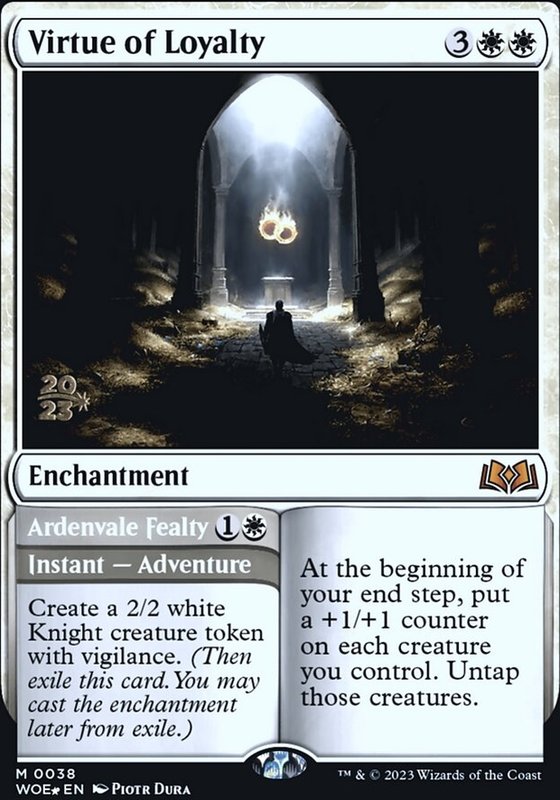 Virtue of Loyalty 3
20
23
Enchantment
Ardenvale Fealty 1
Instant — Adventure
Create a 2/2 white
Knight creature token
with vigilance. (Then
exile this card. You may
cast the enchantment
later from exile.)
At the beginning of
your end step, put
a +1/+1 counter
on each creature
you control. Untap
those creatures.
M 0038
WOE★EN Piotr Dura
™ & © 2023 Wizards of the Coast